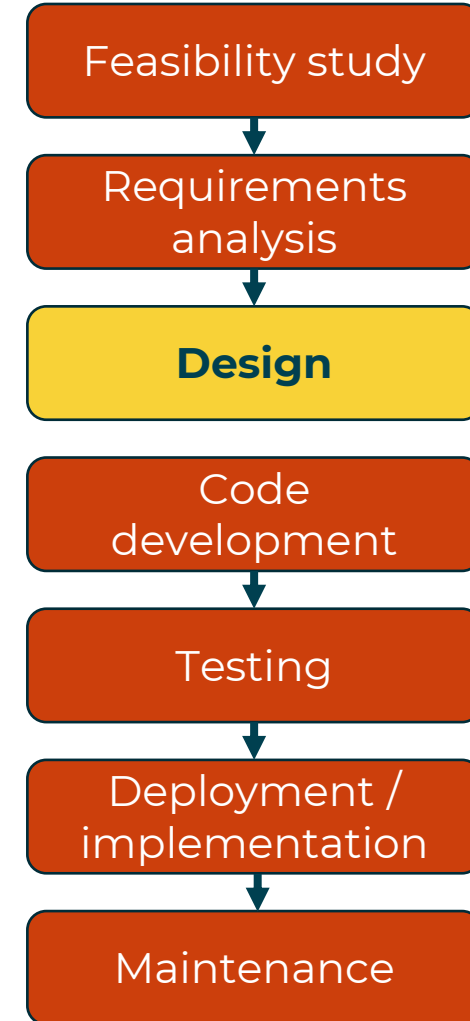 Feasibility study
Requirements
analysis
Design
Code
development
Testing
Deployment /
implementation
Maintenance